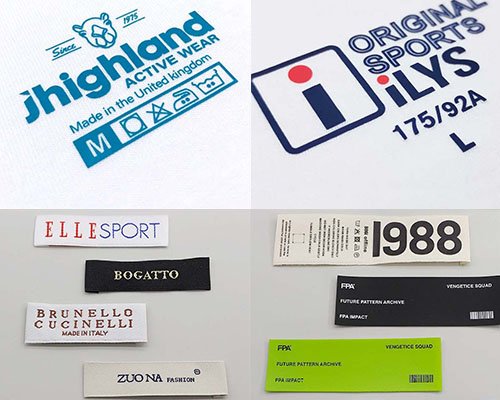 Since 1975
jhighland
ACTIVE WEAR
Made in the United kingdom
M
ORIGINAL
SPORTS
iLYS
175/92A
L
ELLESPORT
BOGATTO
BRUNELLO
CUCINELLI
MADE IN ITALY
ZUO NA FASHION
1988
FPA VENGETICE SQUAD
FUTURE PATTERN ARCHIVE
FPA IMPACT
FPA VENGETICE SQUAD
FUTURE PATTERN ARCHIVE
FPA IMPACT